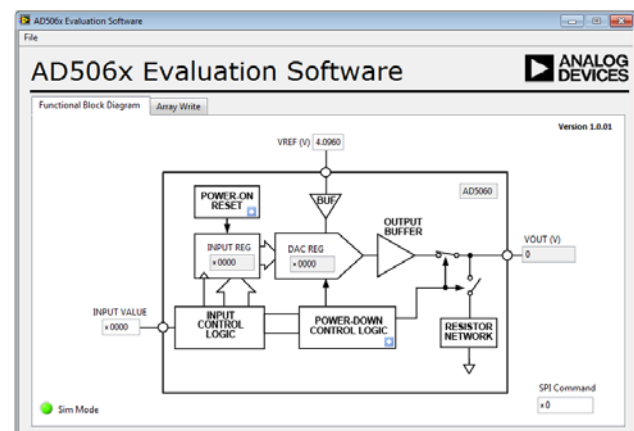 AD506x Evaluation Software
File
AD506x Evaluation Software
ANALOG
DEVICES
Functional Block Diagram
Array Write
Version 1.0.01
VREF (V) 4.0960
POWER-ON
RESET
BUF
AD5060
OUTPUT
BUFFER
INPUT REG
x 0000
DAC REG
x 0000
VOUT (V)
0
INPUT VALUE
x 0000
INPUT
CONTROL
LOGIC
POWER-DOWN
CONTROL LOGIC
RESISTOR
NETWORK
SPI Command
x 0
Sim Mode